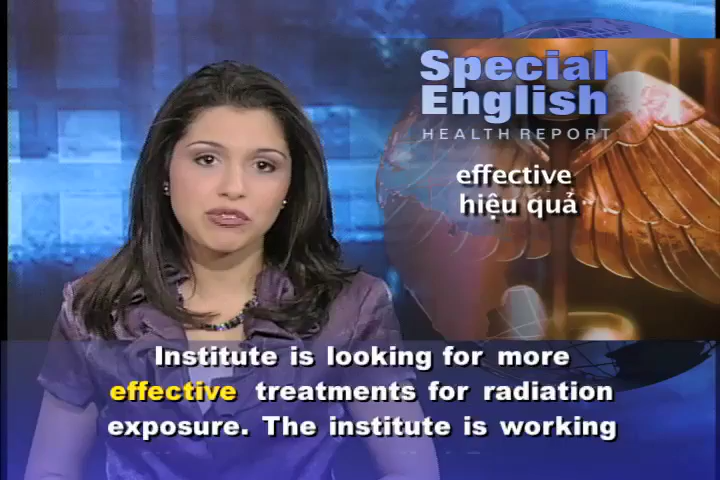 Special
English
HEALTH REPORT
effective
hiệu quả
Institute is looking for more
effective treatments for radiation
exposure. The institute is working